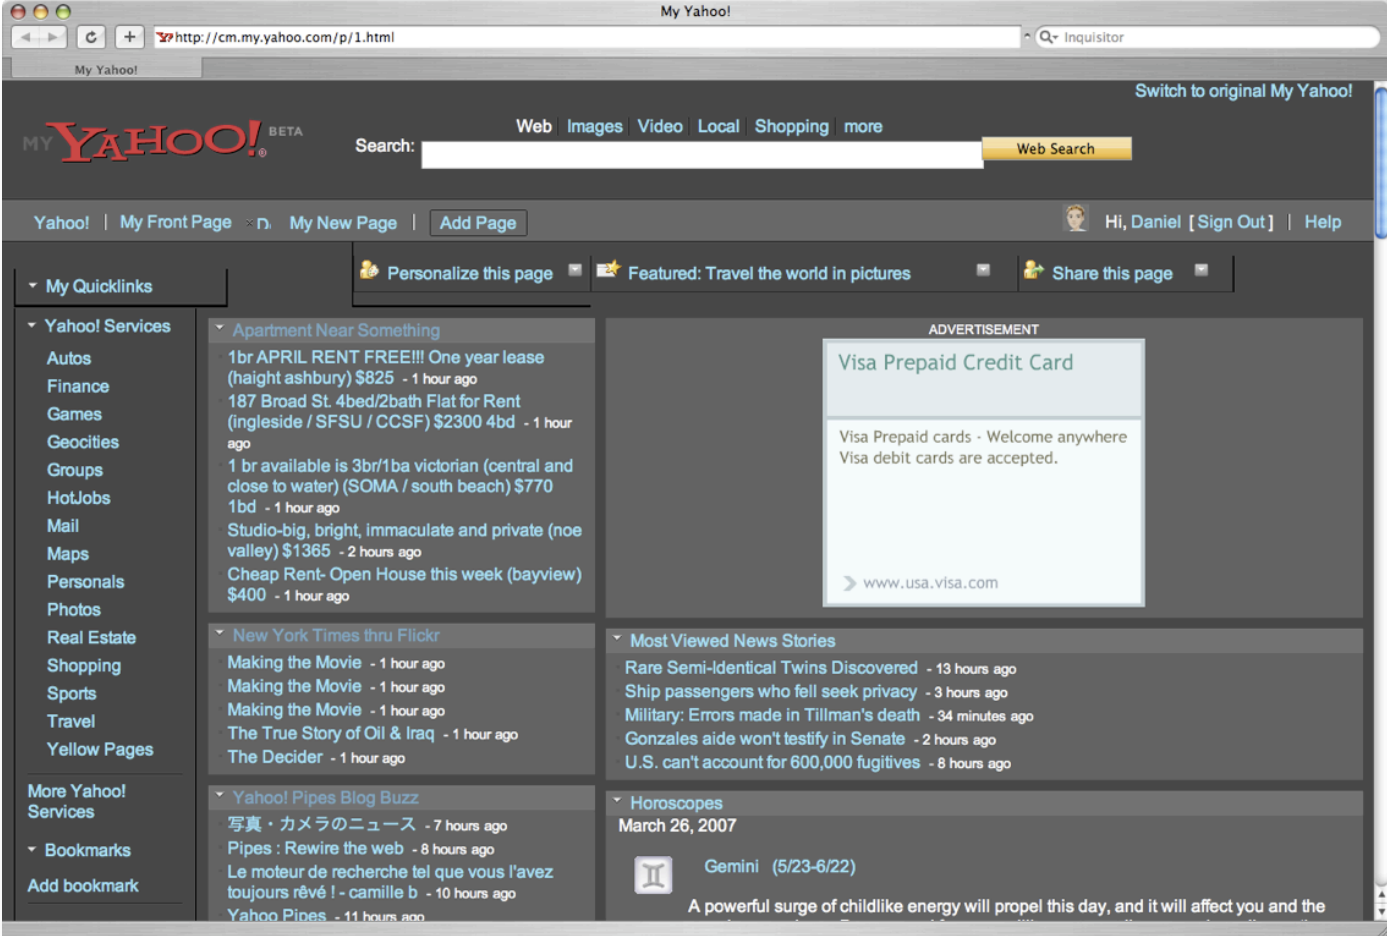 My Yahoo!
http://cm.my.yahoo.com/p/1.html
Inquisitor
My Yahoo!
Switch to original My Yahoo!
MY YAHOO! BETA
Web Images Video Local Shopping more
Search:
Web Search
Yahoo! | My Front Page My New Page | Add Page
Hi, Daniel [Sign Out] | Help
My Quicklinks
Personalize this page
Featured: Travel the world in pictures
Share this page
Yahoo! Services
Autos
Finance
Games
Geocities
Groups
HotJobs
Mail
Maps
Personals
Photos
Real Estate
Shopping
Sports
Travel
Yellow Pages
More Yahoo!
Services
Bookmarks
Add bookmark
Apartment Near Something
1br APRIL RENT FREE!!! One year lease
(haight ashbury) $825 - 1 hour ago
187 Broad St. 4bed/2bath Flat for Rent
(ingleside / SFSU / CCSF) $2300 4bd - 1 hour
ago
1 br available is 3br/1ba victorian (central and
close to water) (SOMA / south beach) $770
1bd - 1 hour ago
Studio-big, bright, immaculate and private (noe
valley) $1365 - 2 hours ago
Cheap Rent- Open House this week (bayview)
$400 - 1 hour ago
New York Times thru Flickr
Making the Movie - 1 hour ago
Making the Movie - 1 hour ago
Making the Movie - 1 hour ago
The True Story of Oil & Iraq - 1 hour ago
The Decider - 1 hour ago
Yahoo! Pipes Blog Buzz
写真・カメラのニュース - 7 hours ago
Pipes : Rewire the web - 8 hours ago
Le moteur de recherche tel que vous l'avez
toujours rêvé ! - camille b - 10 hours ago
Yahoo Pipes - 11 hours ago
ADVERTISEMENT
Visa Prepaid Credit Card
Visa Prepaid cards - Welcome anywhere
Visa debit cards are accepted.
www.usa.visa.com
Most Viewed News Stories
Rare Semi-Identical Twins Discovered - 13 hours ago
Ship passengers who fell seek privacy - 3 hours ago
Military: Errors made in Tillman's death - 34 minutes ago
Gonzales aide won't testify in Senate - 2 hours ago
U.S. can't account for 600,000 fugitives - 8 hours ago
Horoscopes
March 26, 2007
Gemini (5/23-6/22)
A powerful surge of childlike energy will propel this day, and it will affect you and the